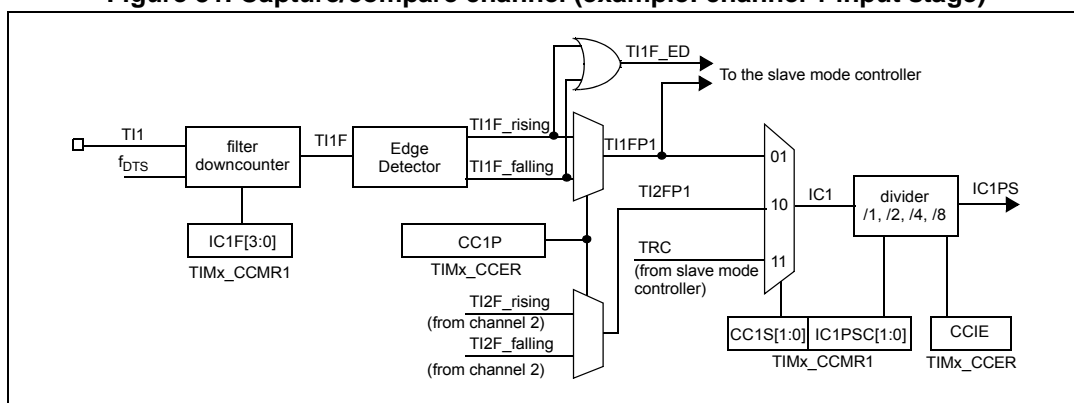 Capture/compare channel (example: channel 1 input stage)
TI1F_ED
To the slave mode controller
TI1
fDTS
filter
downcounter
TI1F
Edge
Detector
TI1F_rising
TI1F_falling
TI1FP1
01
TI2FP1
10
IC1
divider
/1, /2, /4, /8
IC1PS
IC1F[3:0]
TIMx_CCMR1
CC1P
TIMx_CCER
TRC
11
(from slave mode
controller)
TI2F_rising
(from channel 2)
TI2F_falling
(from channel 2)
CC1S[1:0]
IC1PSC[1:0]
TIMx_CCMR1
CCIE
TIMx_CCER